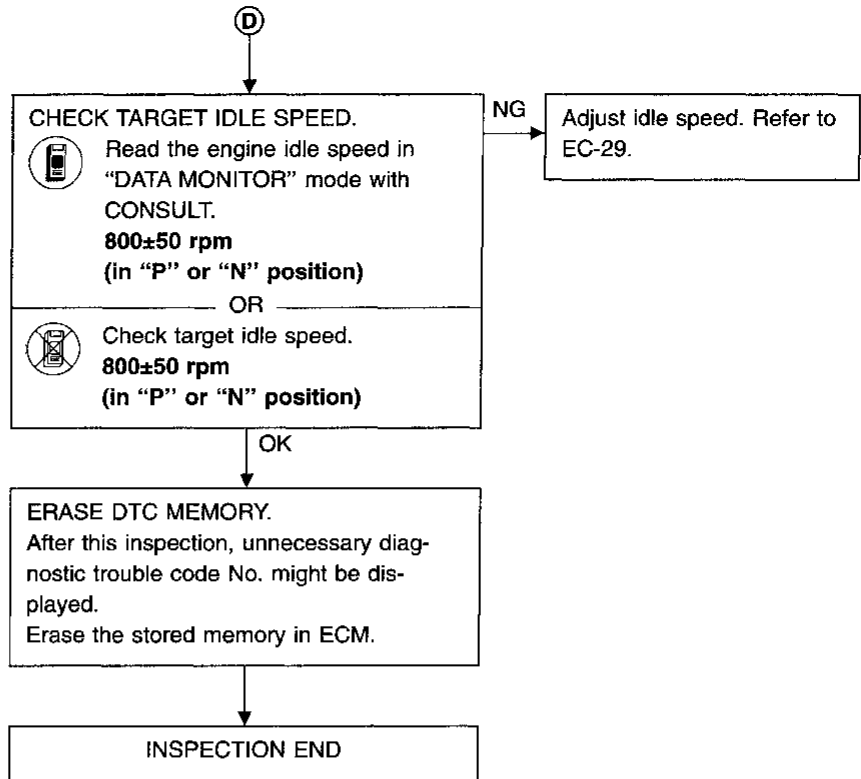 D
CHECK TARGET IDLE SPEED.
Read the engine idle speed in
“DATA MONITOR” mode with
CONSULT.
800±50 rpm
(in “P” or “N” position)
OR
Check target idle speed.
800±50 rpm
(in “P” or “N” position)
NG
Adjust idle speed. Refer to
EC-29.
OK
ERASE DTC MEMORY.
After this inspection, unnecessary diag-
nostic trouble code No. might be dis-
played.
Erase the stored memory in ECM.
INSPECTION END